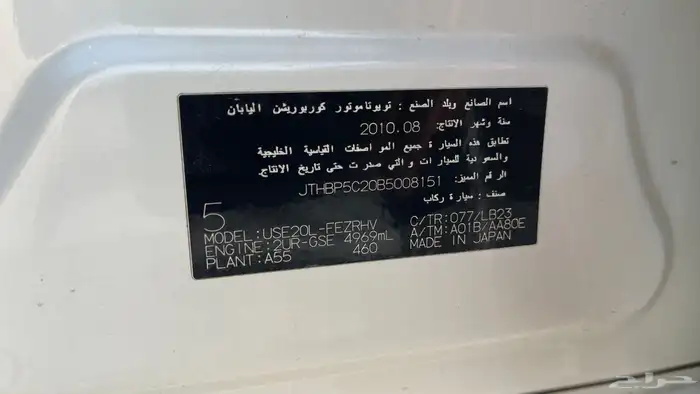 اسم الصانع وبلد الصنع : تويوتاموتور كوربوريشن اليابان
سنة وشهر الانتاج: 2010.08
تطابق هذه السيارة جميع المواصفات القياسية الخليجية
والسعودية للسيارات والتي صدرت حتى تاريخ الانتاج.
الرقم المميز: JTHBP5C20B5008151
صنف : سيارة ركاب
5
MODEL:USE20L-FEZRHV C/TR:077/LB23
ENGINE:2UR-GSE 4969mL A/TM:A01B/AA80E
PLANT:A55 460 MADE IN JAPAN
حراج